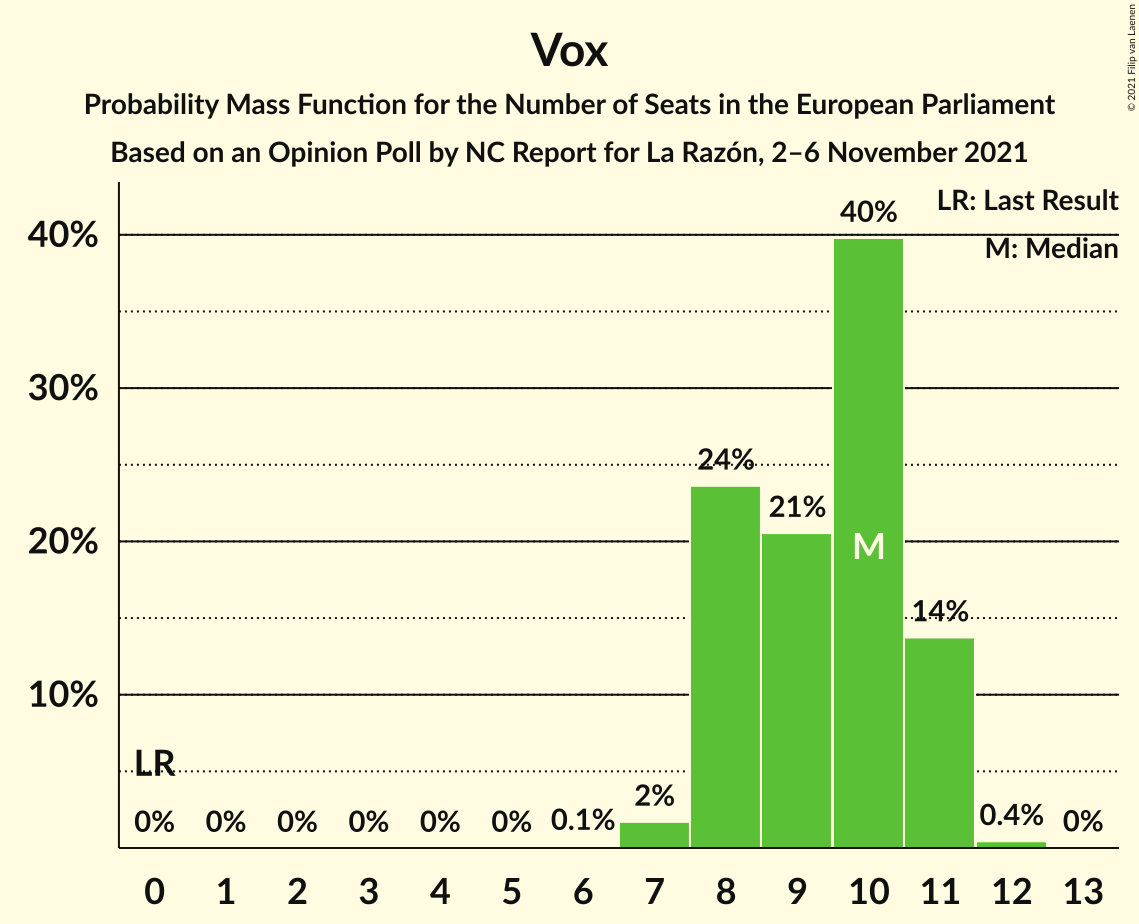 Vox
Probability Mass Function for the Number of Seats in the European Parliament
Based on an Opinion Poll by NC Report for La Razón, 2–6 November 2021
© 2021 Filip van Laenen
LR: Last Result
M: Median
40%
30%
20%
10%
40%
24%
21%
M
14%
LR
0% 0% 0% 0% 0% 0% 0.1% 2% 0.4% 0%
0 1 2 3 4 5 6 7 8 9 10 11 12 13